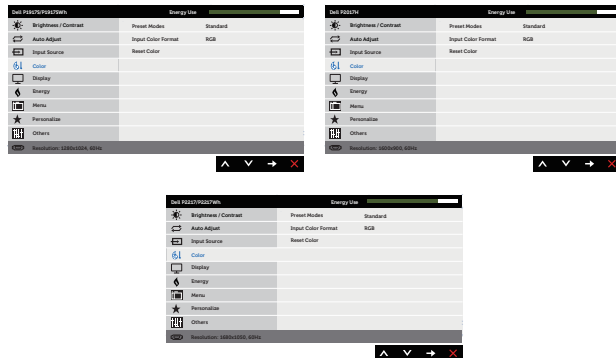 Dell P1917S/P1917SWh Energy Use
Brightness / Contrast Preset Modes Standard
Auto Adjust Input Color Format RGB
Input Source Reset Color
Color
Display
Energy
Menu
Personalize
Others
Resolution: 1280x1024, 60Hz
Dell P2017H Energy Use
Brightness / Contrast Preset Modes Standard
Auto Adjust Input Color Format RGB
Input Source Reset Color
Color
Display
Energy
Menu
Personalize
Others
Resolution: 1600x900, 60Hz
Dell P2217/P2217Wh Energy Use
Brightness / Contrast Preset Modes Standard
Auto Adjust Input Color Format RGB
Input Source Reset Color
Color
Display
Energy
Menu
Personalize
Others
Resolution: 1680x1050, 60Hz